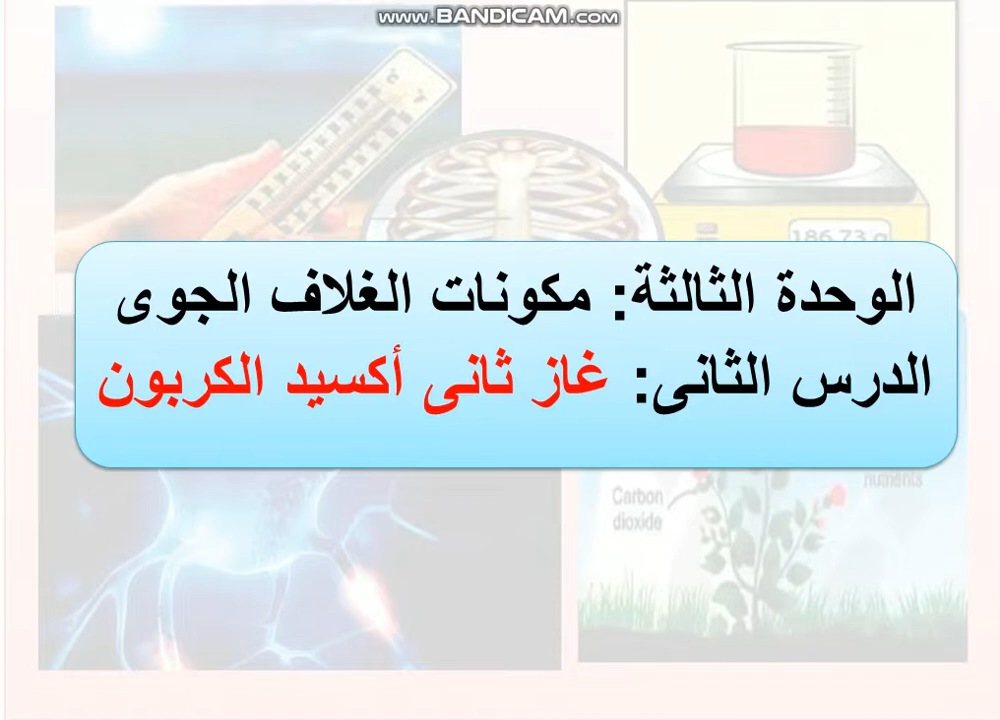 www.BANDICAM.com
186.73 g
الوحدة الثالثة: مكونات الغلاف الجوى
الدرس الثانى: غاز ثانى أكسيد الكربون
nutrients
Carbon
dioxide